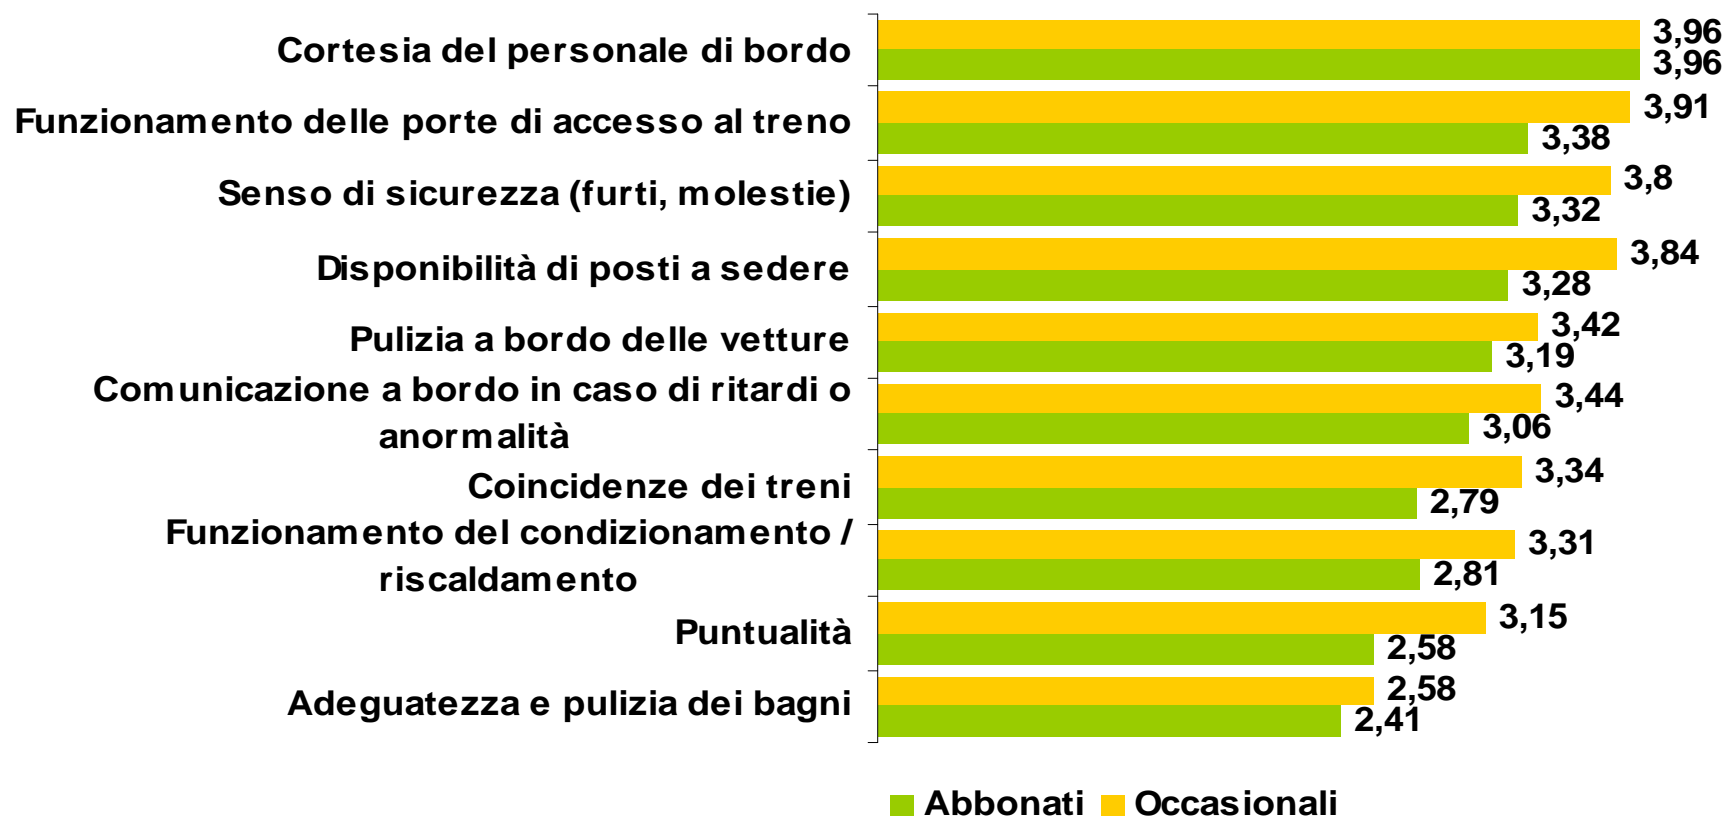 Cortesia del personale di bordo
3,96
3,96
Funzionamento delle porte di accesso al treno
3,91
3,38
Senso di sicurezza (furti, molestie)
3,8
3,32
Disponibilità di posti a sedere
3,84
3,28
Pulizia a bordo delle vetture
3,42
3,19
Comunicazione a bordo in caso di ritardi o
anormalità
3,44
3,06
Coincidenze dei treni
3,34
2,79
Funzionamento del condizionamento /
riscaldamento
3,31
2,81
Puntualità
3,15
2,58
Adeguatezza e pulizia dei bagni
2,58
2,41
Abbonati Occasionali